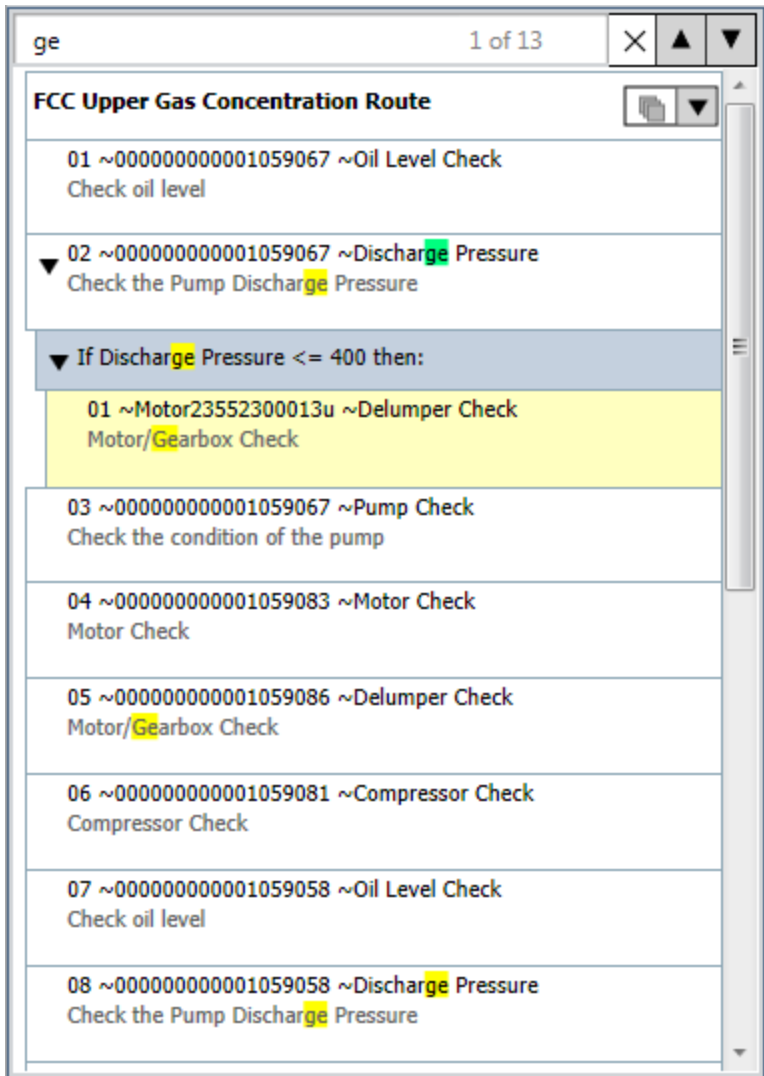 ge 1 of 13
FCC Upper Gas Concentration Route
01 ~000000000001059067 ~Oil Level Check
Check oil level
02 ~000000000001059067 ~Discharge Pressure
Check the Pump Discharge Pressure
If Discharge Pressure <= 400 then:
01 ~Motor23552300013u ~Delumper Check
Motor/Gearbox Check
03 ~000000000001059067 ~Pump Check
Check the condition of the pump
04 ~000000000001059083 ~Motor Check
Motor Check
05 ~000000000001059086 ~Delumper Check
Motor/Gearbox Check
06 ~000000000001059081 ~Compressor Check
Compressor Check
07 ~000000000001059058 ~Oil Level Check
Check oil level
08 ~000000000001059058 ~Discharge Pressure
Check the Pump Discharge Pressure